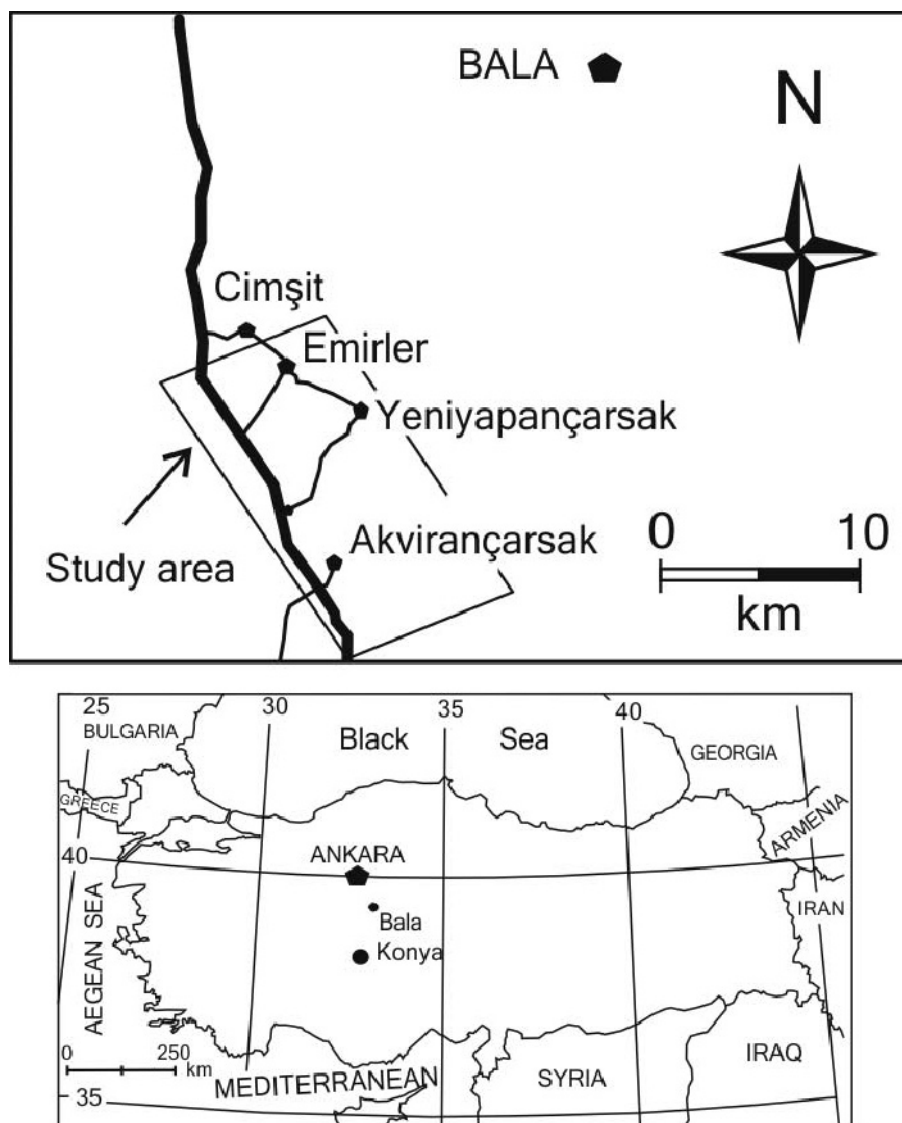 BALA
N
Cimşit
Emirler
Yeniyapançarsak
Akvirançarsak
Study area
0 10
km
25 30 35 40
BULGARIA
Black Sea
GEORGIA
GREECE
ARMENIA
ANKARA
40
IRAN
Bala
AEGEAN SEA
Konya
0 250
km
IRAQ
MEDITERRANEAN
SYRIA
35